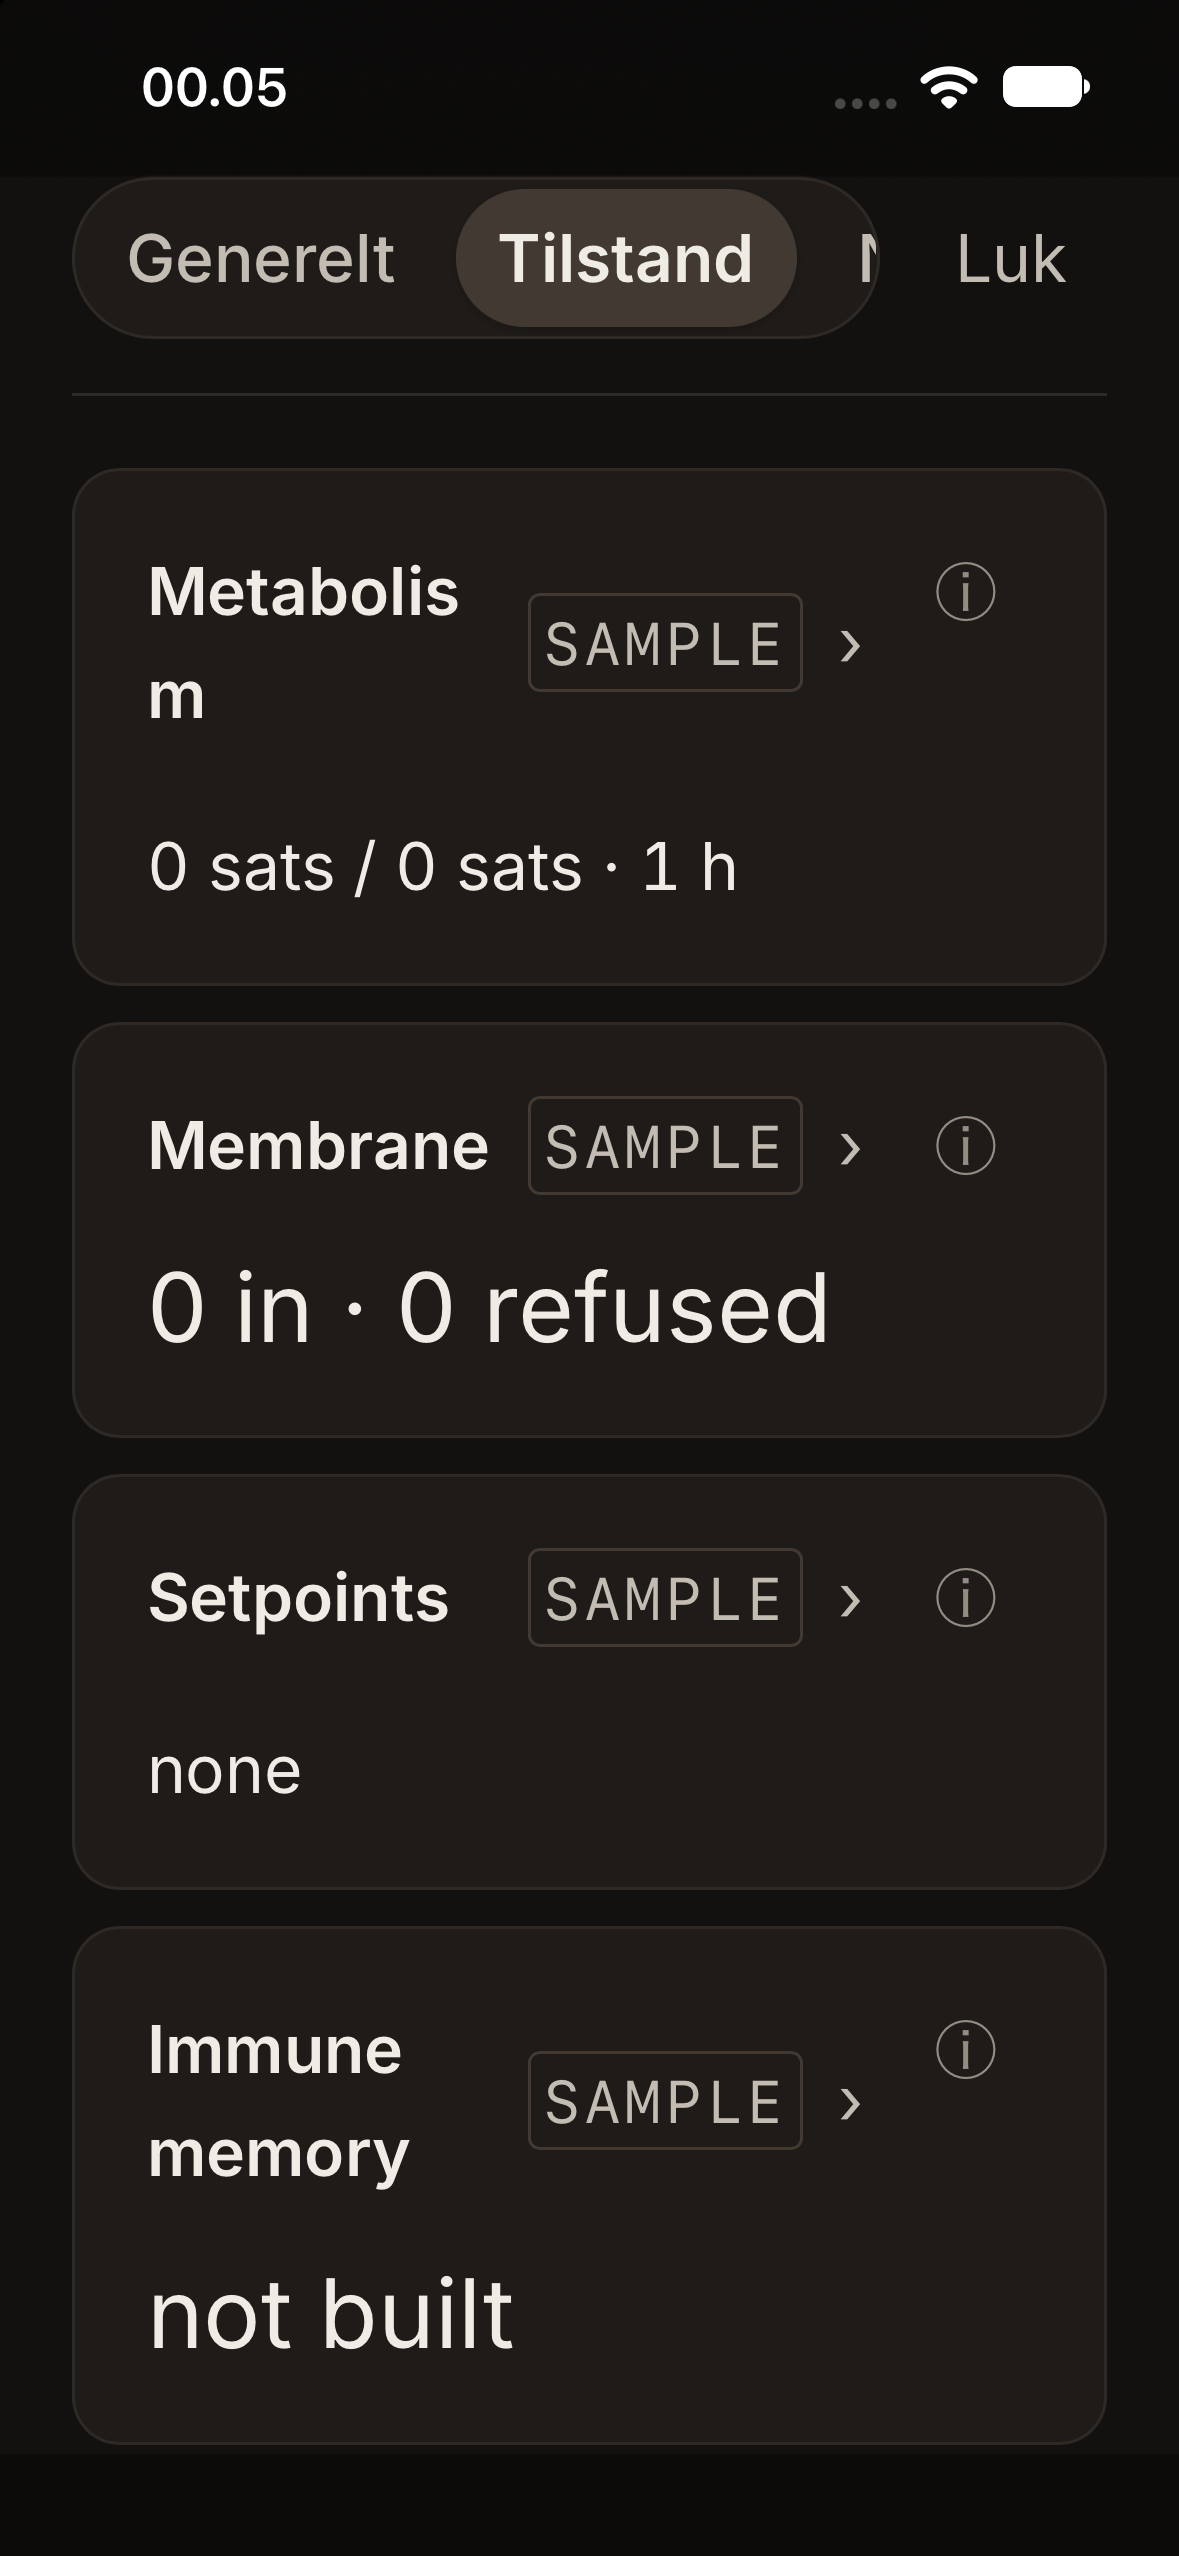 00.05
Generelt Tilstand Luk
Metabolis
m
SAMPLE › i
0 sats / 0 sats · 1 h
Membrane SAMPLE › i
0 in · 0 refused
Setpoints SAMPLE › i
none
Immune
memory
SAMPLE › i
not built